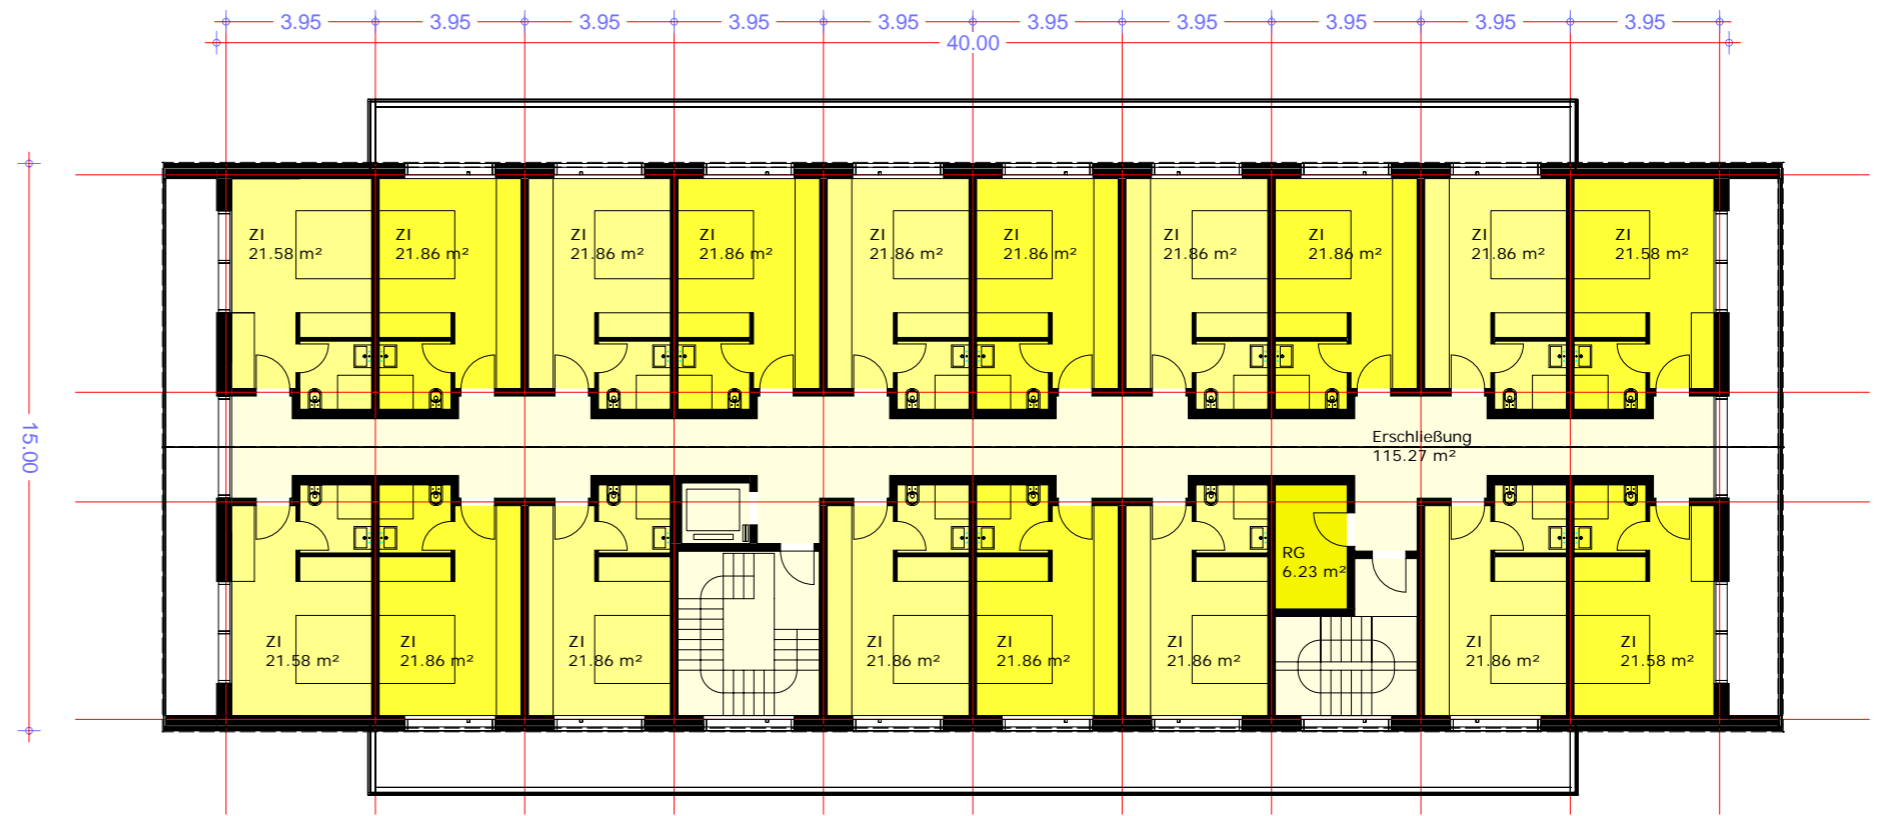 3.95 3.95 3.95 3.95 3.95 3.95 3.95 3.95 3.95 3.95
40.00
ZI ZI ZI ZI ZI ZI ZI ZI ZI ZI
21.58 m² 21.86 m² 21.86 m² 21.86 m² 21.86 m² 21.86 m² 21.86 m² 21.86 m² 21.86 m² 21.58 m²
15.00
Erschließung
115.27 m²
RG
6.23 m²
ZI ZI ZI ZI ZI ZI ZI ZI
21.58 m² 21.86 m² 21.86 m² 21.86 m² 21.86 m² 21.86 m² 21.86 m² 21.58 m²